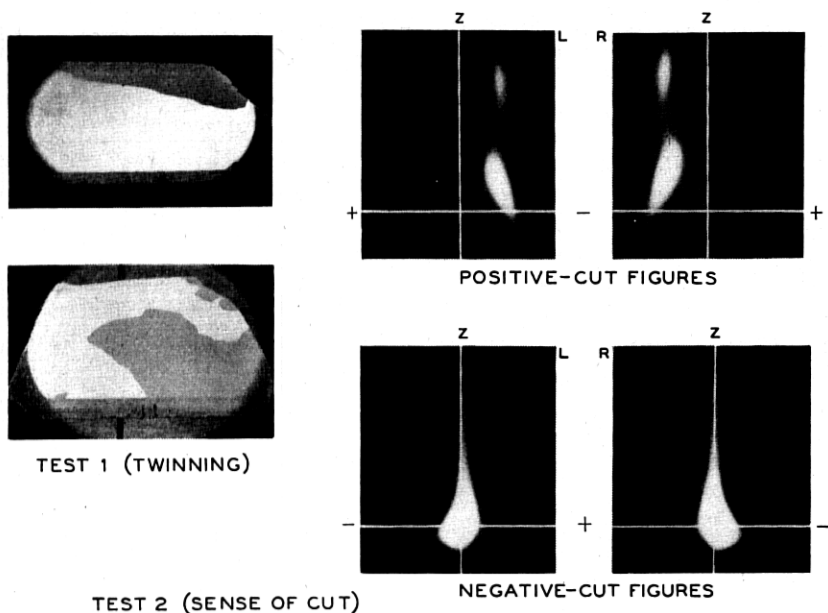 Z Z
L R
+ - +
POSITIVE-CUT FIGURES
Z Z
L R
TEST 1 (TWINNING)
- + -
NEGATIVE-CUT FIGURES
TEST 2 (SENSE OF CUT)